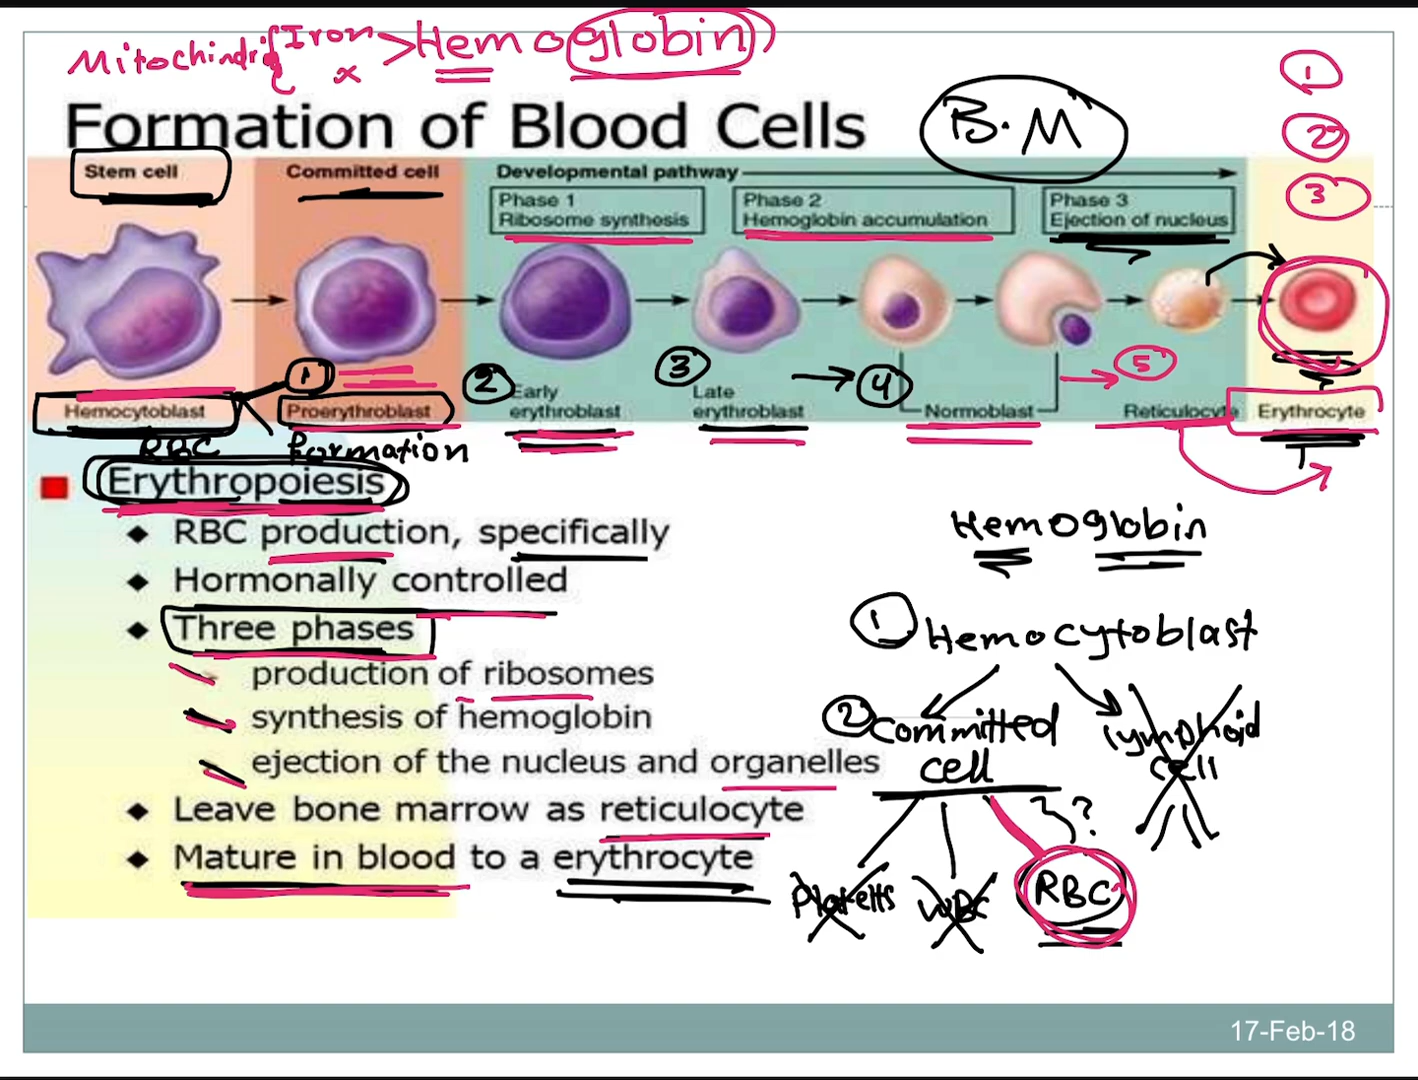 Mitochindria { Iron > Hemoglobin
x
1
2
3
Formation of Blood Cells
B.M
Stem cell
Committed cell
Developmental pathway
Phase 1
Ribosome synthesis
Phase 2
Hemoglobin accumulation
Phase 3
Ejection of nucleus
1
2
3
4
5
Hemocytoblast
Proerythroblast
Early
erythroblast
Late
erythroblast
Normoblast
Reticulocyte
Erythrocyte
RBC formation
Erythropoiesis
RBC production, specifically
Hormonally controlled
Three phases
production of ribosomes
synthesis of hemoglobin
ejection of the nucleus and organelles
Leave bone marrow as reticulocyte
Mature in blood to a erythrocyte
Hemoglobin
1 Hemocytoblast
2 Committed
cell
lymphoid
cell
?
Platelts
WBC
RBC
17-Feb-18